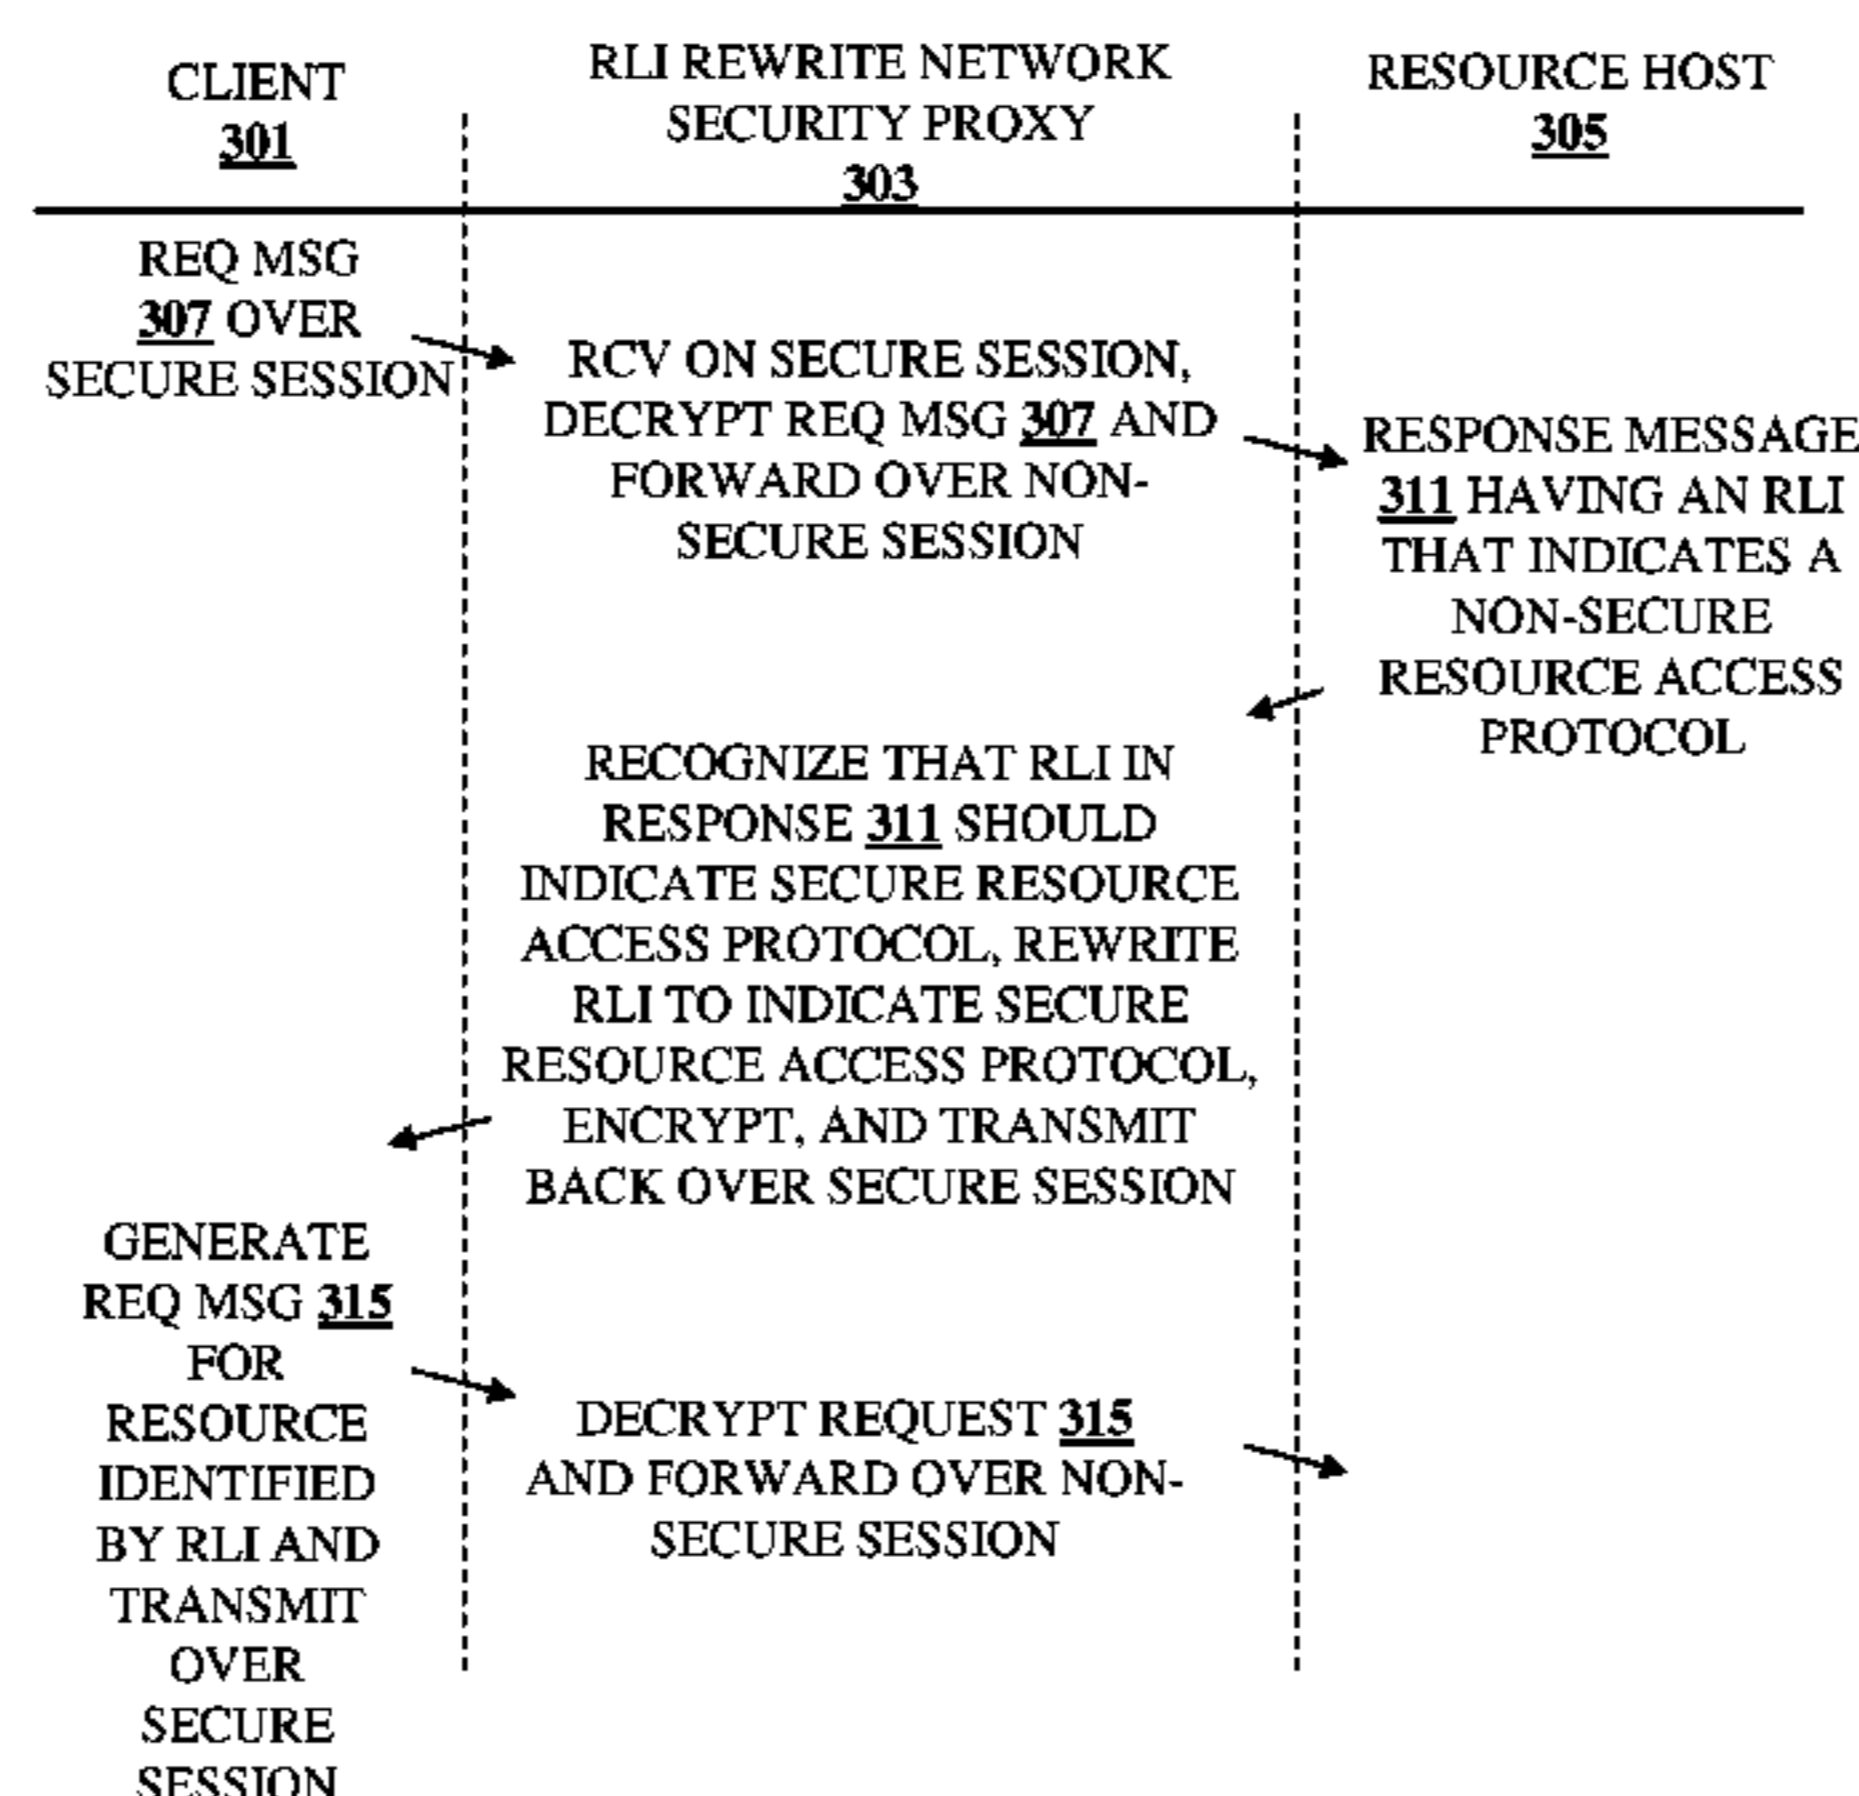 CLIENT
301
RLI REWRITE NETWORK
SECURITY PROXY
303
RESOURCE HOST
305
REQ MSG
307 OVER
SECURE SESSION
RCV ON SECURE SESSION,
DECRYPT REQ MSG 307 AND
FORWARD OVER NON-
SECURE SESSION
RESPONSE MESSAGE
311 HAVING AN RLI
THAT INDICATES A
NON-SECURE
RESOURCE ACCESS
PROTOCOL
RECOGNIZE THAT RLI IN
RESPONSE 311 SHOULD
INDICATE SECURE RESOURCE
ACCESS PROTOCOL, REWRITE
RLI TO INDICATE SECURE
RESOURCE ACCESS PROTOCOL,
ENCRYPT, AND TRANSMIT
BACK OVER SECURE SESSION
GENERATE
REQ MSG 315
FOR
RESOURCE
IDENTIFIED
BY RLI AND
TRANSMIT
OVER
SECURE
SESSION
DECRYPT REQUEST 315
AND FORWARD OVER NON-
SECURE SESSION